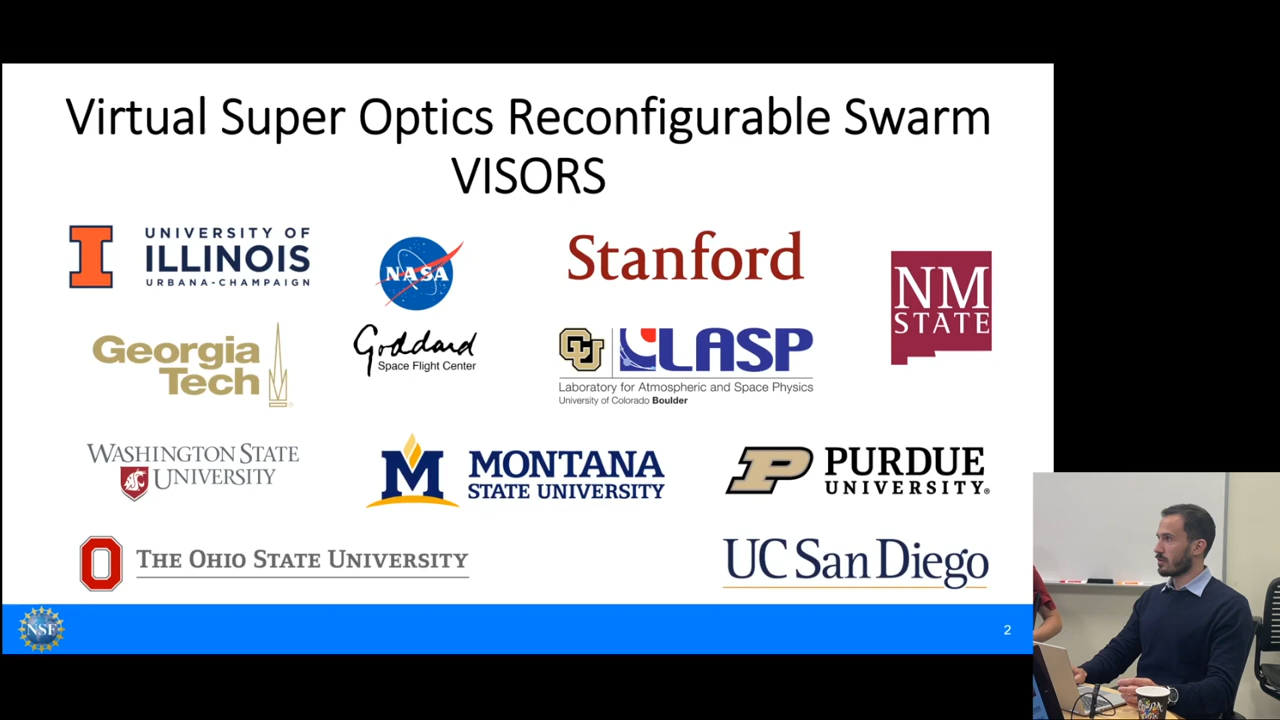 Virtual Super Optics Reconfigurable Swarm
VISORS
UNIVERSITY OF
ILLINOIS
URBANA-CHAMPAIGN
NASA
Stanford
NM
STATE
Georgia
Tech
Goddard
Space Flight Center
CU
LASP
Laboratory for Atmospheric and Space Physics
University of Colorado Boulder
WASHINGTON STATE
UNIVERSITY
M
MONTANA
STATE UNIVERSITY
P
PURDUE
UNIVERSITY®
THE OHIO STATE UNIVERSITY
UC San Diego
NSF
2